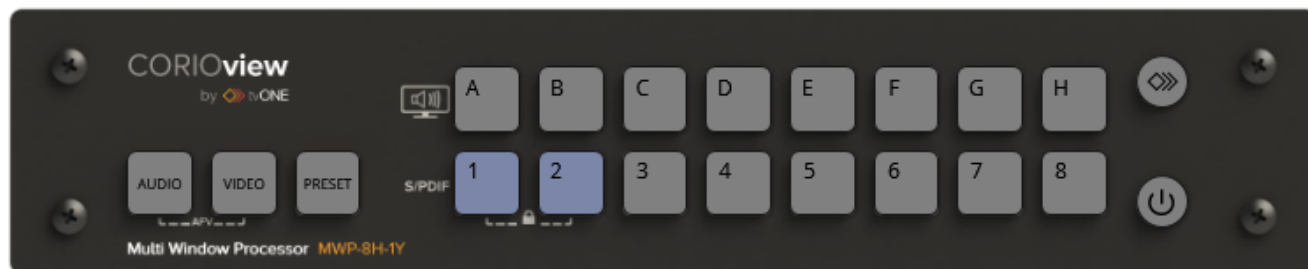 CORIOview
by tvONE
A B C D E F G H
AUDIO VIDEO PRESET
S/PDIF
1 2 3 4 5 6 7 8
AFV
Multi Window Processor MWP-8H-1Y